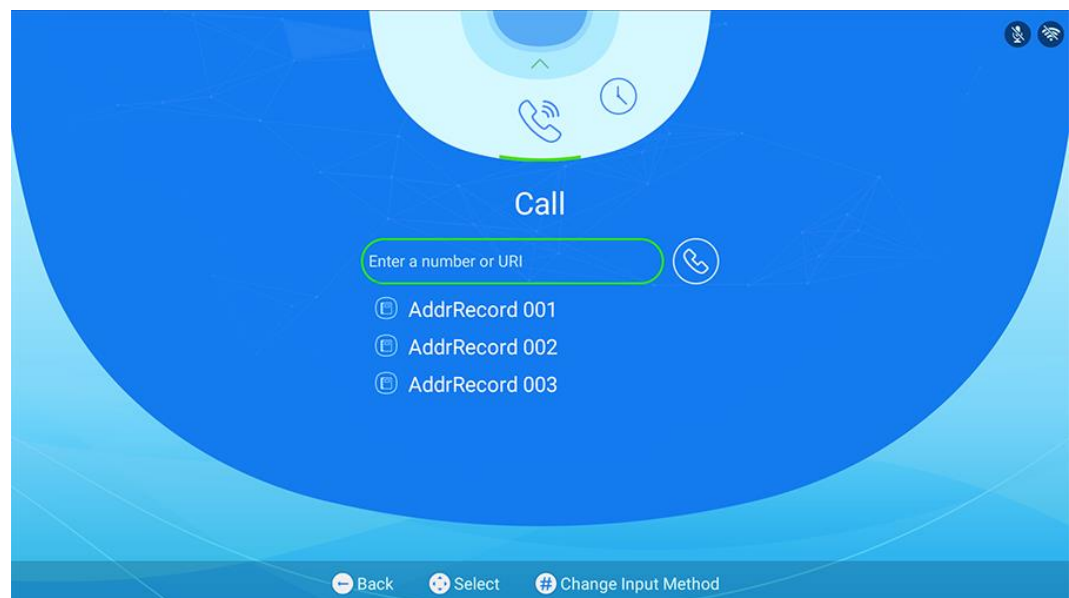 Call
Enter a number or URI
AddrRecord 001
AddrRecord 002
AddrRecord 003
Back Select # Change Input Method